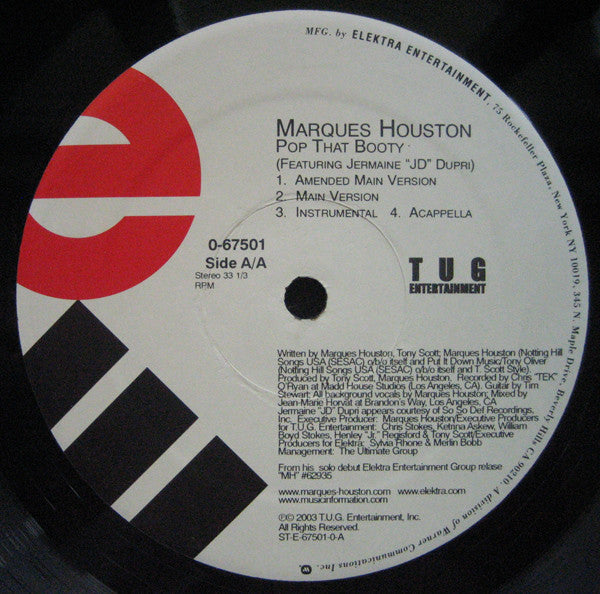 MFG. by ELEKTRA ENTERTAINMENT, 75 Rockefeller Plaza, New York NY 10019, 345 N. Maple Drive, Beverly Hills CA 90210. A division of Warner Communications Inc.
MARQUES HOUSTON
POP THAT BOOTY
(FEATURING JERMAINE "JD" DUPRI)
1. AMENDED MAIN VERSION
2. MAIN VERSION
3. INSTRUMENTAL 4. ACAPPELLA
0-67501
Side A/A
Stereo 33 1/3
RPM
TUG
ENTERTAINMENT
Written by Marques Houston, Tony Scott; Marques Houston (Notting Hill
Songs USA (SESAC) o/b/o itself and Put It Down Music/Tony Oliver
(Notting Hill Songs USA (SESAC) o/b/o itself and T. Scott Style).
Produced by Tony Scott, Marques Houston. Recorded by Chris "TEK"
O'Ryan at Madd House Studios (Los Angeles, CA). Guitar by Tim
Stewart; All background vocals by Marques Houston; Mixed by
Jean-Marie Horvat at Brandon's Way, Los Angeles, CA
Jermaine "JD" Dupri appears courtesy of So So Def Recordings,
Inc. Executive Producer: Marques Houston/Executive Producers
for T.U.G. Entertainment: Chris Stokes, Ketrina Askew, William
Boyd Stokes, Henley "Jr." Regisford & Tony Scott/Executive
Producers for Elektra: Sylvia Rhone & Merlin Bobb
Management: The Ultimate Group
From his solo debut Elektra Entertainment Group relase
"MH" #62935
www.marques-houston.com www.elektra.com
www.musicinformation.com
℗© 2003 T.U.G. Entertainment, Inc.
All Rights Reserved.
ST-E-67501-0-A